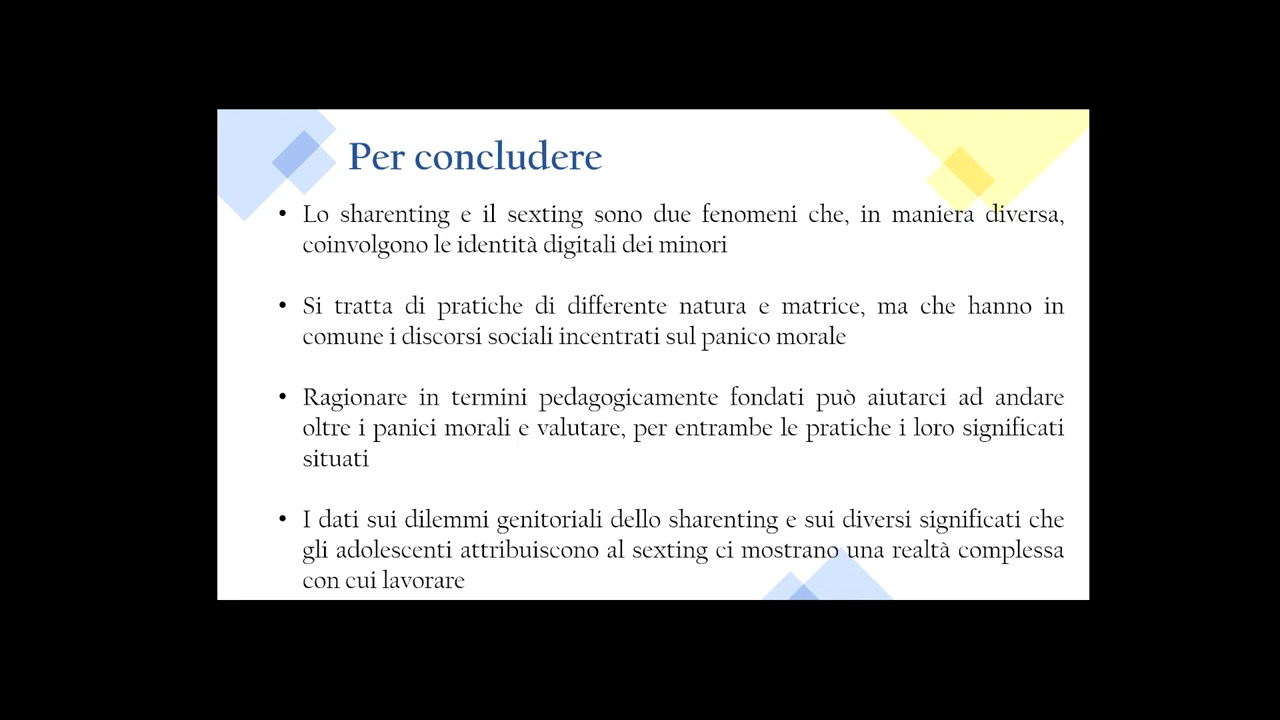 Per concludere
• Lo sharenting e il sexting sono due fenomeni che, in maniera diversa,
coinvolgono le identità digitali dei minori
• Si tratta di pratiche di differente natura e matrice, ma che hanno in
comune i discorsi sociali incentrati sul panico morale
• Ragionare in termini pedagogicamente fondati può aiutarci ad andare
oltre i panici morali e valutare, per entrambe le pratiche i loro significati
situati
• I dati sui dilemmi genitoriali dello sharenting e sui diversi significati che
gli adolescenti attribuiscono al sexting ci mostrano una realtà complessa
con cui lavorare